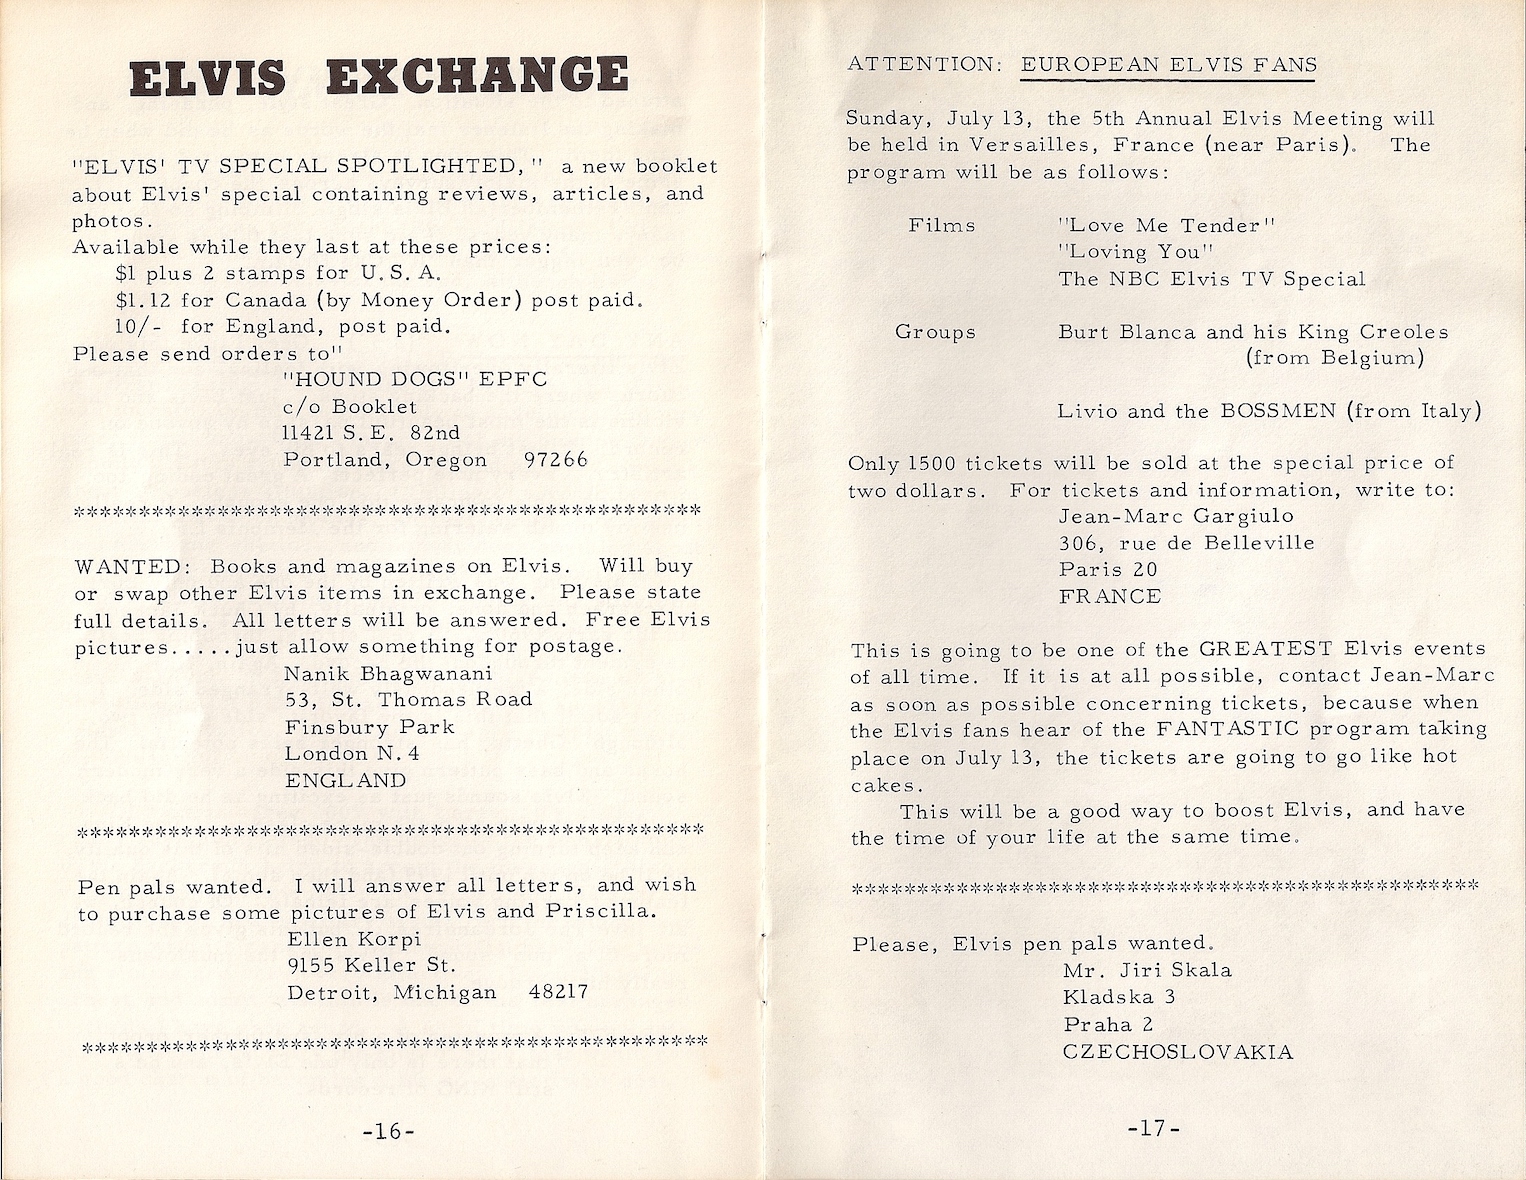 ELVIS EXCHANGE
"ELVIS' TV SPECIAL SPOTLIGHTED," a new booklet
about Elvis' special containing reviews, articles, and
photos.
Available while they last at these prices:
$1 plus 2 stamps for U.S.A.
$1.12 for Canada (by Money Order) post paid.
10/- for England, post paid.
Please send orders to"
"HOUND DOGS" EPFC
c/o Booklet
11421 S.E. 82nd
Portland, Oregon 97266
************************************************
WANTED: Books and magazines on Elvis. Will buy
or swap other Elvis items in exchange. Please state
full details. All letters will be answered. Free Elvis
pictures.....just allow something for postage.
Nanik Bhagwanani
53, St. Thomas Road
Finsbury Park
London N.4
ENGLAND
************************************************
Pen pals wanted. I will answer all letters, and wish
to purchase some pictures of Elvis and Priscilla.
Ellen Korpi
9155 Keller St.
Detroit, Michigan 48217
************************************************
-16-
ATTENTION: EUROPEAN ELVIS FANS
Sunday, July 13, the 5th Annual Elvis Meeting will
be held in Versailles, France (near Paris). The
program will be as follows:
Films "Love Me Tender"
"Loving You"
The NBC Elvis TV Special
Groups Burt Blanca and his King Creoles
(from Belgium)
Livio and the BOSSMEN (from Italy)
Only 1500 tickets will be sold at the special price of
two dollars. For tickets and information, write to:
Jean-Marc Gargiulo
306, rue de Belleville
Paris 20
FRANCE
This is going to be one of the GREATEST Elvis events
of all time. If it is at all possible, contact Jean-Marc
as soon as possible concerning tickets, because when
the Elvis fans hear of the FANTASTIC program taking
place on July 13, the tickets are going to go like hot
cakes.
This will be a good way to boost Elvis, and have
the time of your life at the same time.
************************************************
Please, Elvis pen pals wanted.
Mr. Jiri Skala
Kladska 3
Praha 2
CZECHOSLOVAKIA
-17-